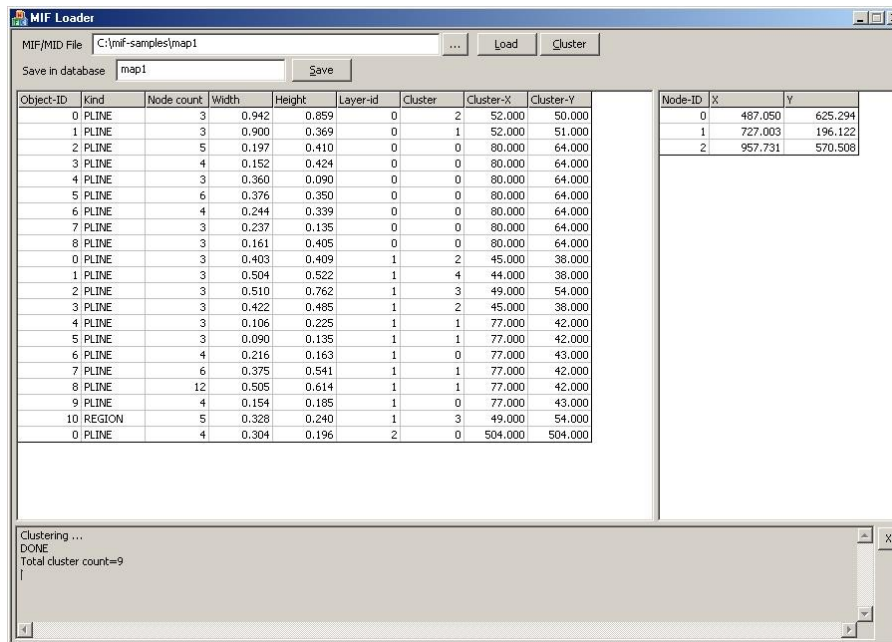 MIF Loader
MIF/MID File C:\mif-samples\map1 ... Load Cluster
Save in database map1 Save
Object-ID Kind Node count Width Height Layer-id Cluster Cluster-X Cluster-Y
0 PLINE 3 0.942 0.859 0 2 52.000 50.000
1 PLINE 3 0.900 0.369 0 1 52.000 51.000
2 PLINE 5 0.197 0.410 0 0 80.000 64.000
3 PLINE 4 0.152 0.424 0 0 80.000 64.000
4 PLINE 3 0.360 0.090 0 0 80.000 64.000
5 PLINE 6 0.376 0.350 0 0 80.000 64.000
6 PLINE 4 0.244 0.339 0 0 80.000 64.000
7 PLINE 3 0.237 0.135 0 0 80.000 64.000
8 PLINE 3 0.161 0.405 0 0 80.000 64.000
0 PLINE 3 0.403 0.409 1 2 45.000 38.000
1 PLINE 3 0.504 0.522 1 4 44.000 38.000
2 PLINE 3 0.510 0.762 1 3 49.000 54.000
3 PLINE 3 0.422 0.485 1 2 45.000 38.000
4 PLINE 3 0.106 0.225 1 1 77.000 42.000
5 PLINE 3 0.090 0.135 1 1 77.000 42.000
6 PLINE 4 0.216 0.163 1 0 77.000 43.000
7 PLINE 6 0.375 0.541 1 1 77.000 42.000
8 PLINE 12 0.505 0.614 1 1 77.000 42.000
9 PLINE 4 0.154 0.185 1 0 77.000 43.000
10 REGION 5 0.328 0.240 1 3 49.000 54.000
0 PLINE 4 0.304 0.196 2 0 504.000 504.000
Node-ID X Y
0 487.050 625.294
1 727.003 196.122
2 957.731 570.508
Clustering ...
DONE
Total cluster count=9
X